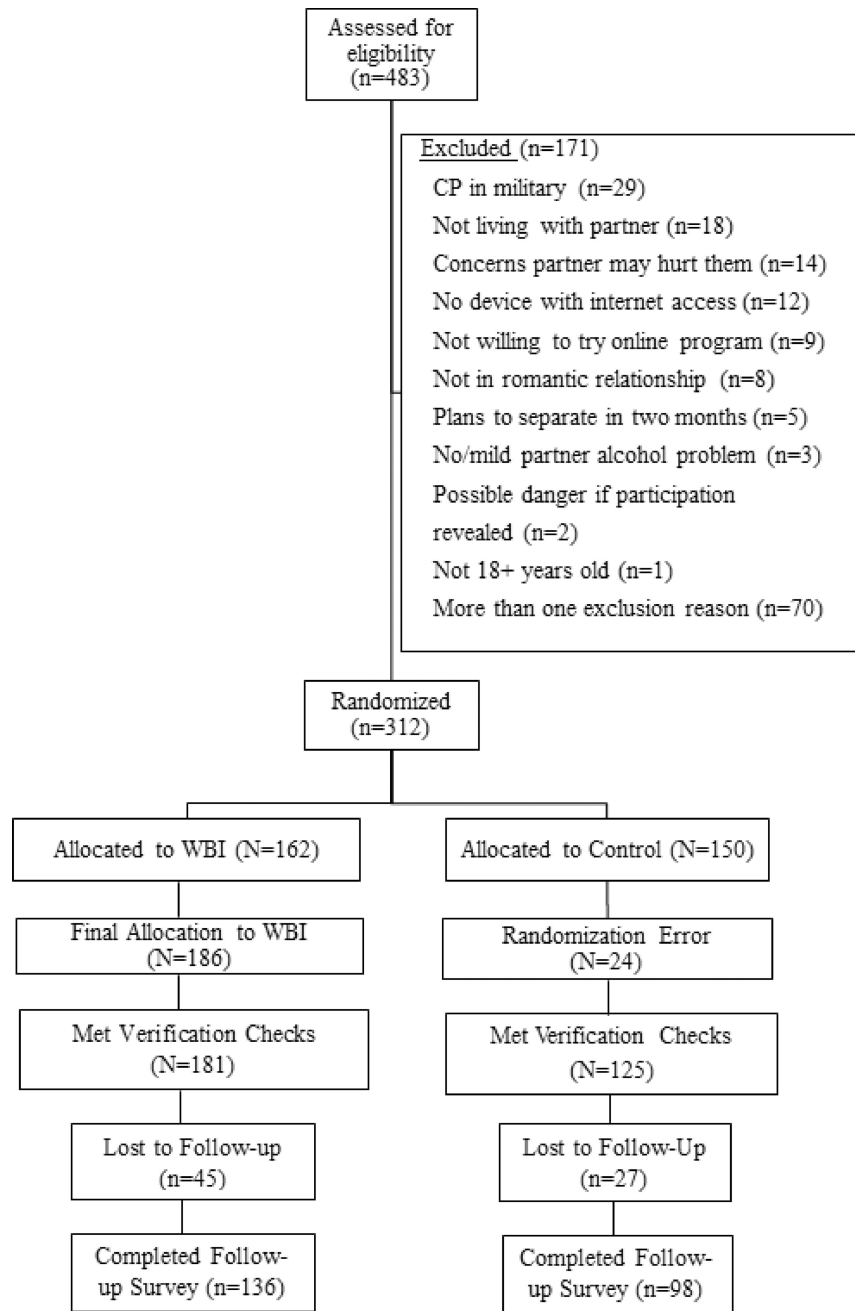 Assessed for
eligibility
(n=483)
Excluded (n=171)
CP in military (n=29)
Not living with partner (n=18)
Concerns partner may hurt them (n=14)
No device with internet access (n=12)
Not willing to try online program (n=9)
Not in romantic relationship (n=8)
Plans to separate in two months (n=5)
No/mild partner alcohol problem (n=3)
Possible danger if participation
revealed (n=2)
Not 18+ years old (n=1)
More than one exclusion reason (n=70)
Randomized
(n=312)
Allocated to WBI (N=162)
Final Allocation to WBI
(N=186)
Met Verification Checks
(N=181)
Lost to Follow-up
(n=45)
Completed Follow-
up Survey (n=136)
Allocated to Control (N=150)
Randomization Error
(N=24)
Met Verification Checks
(N=125)
Lost to Follow-Up
(n=27)
Completed Follow-
up Survey (n=98)